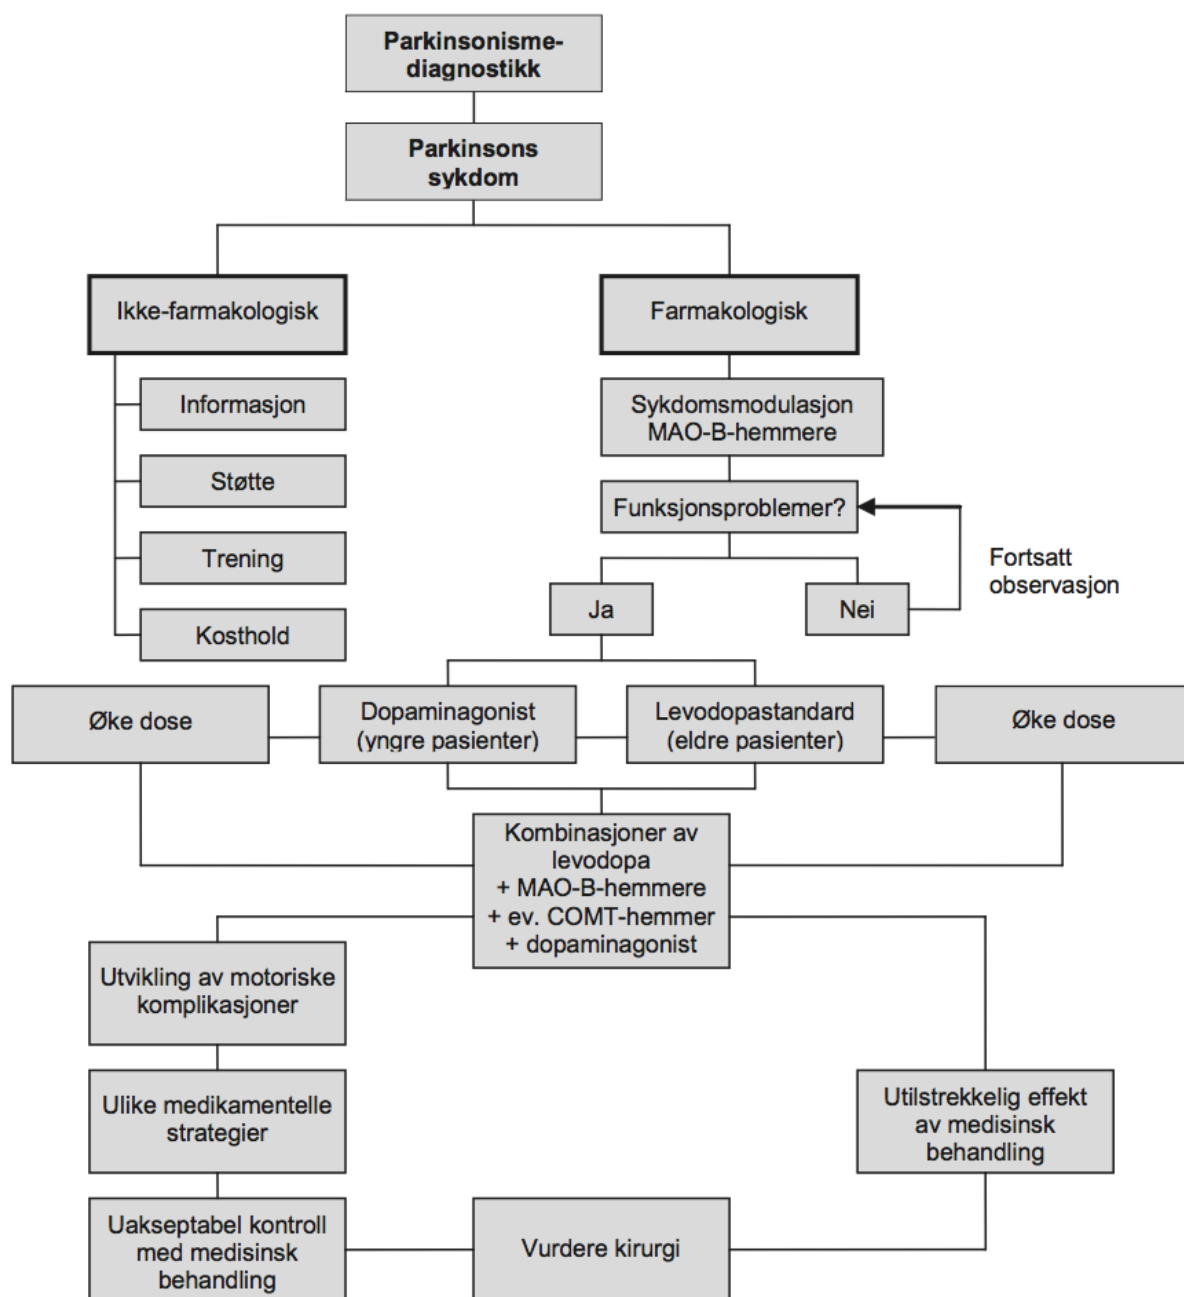 Parkinsonisme-
diagnostikk
Parkinsons
sykdom
Ikke-farmakologisk
Farmakologisk
Informasjon
Støtte
Trening
Kosthold
Sykdomsmodulasjon
MAO-B-hemmere
Funksjonsproblemer?
Fortsatt
observasjon
Ja
Nei
Øke dose
Dopaminagonist
(yngre pasienter)
Levodopastandard
(eldre pasienter)
Øke dose
Kombinasjoner av
levodopa
+ MAO-B-hemmere
+ ev. COMT-hemmer
+ dopaminagonist
Utvikling av motoriske
komplikasjoner
Ulike medikamentelle
strategier
Uakseptabel kontroll
med medisinsk
behandling
Vurdere kirurgi
Utilstrekkelig effekt
av medisinsk
behandling